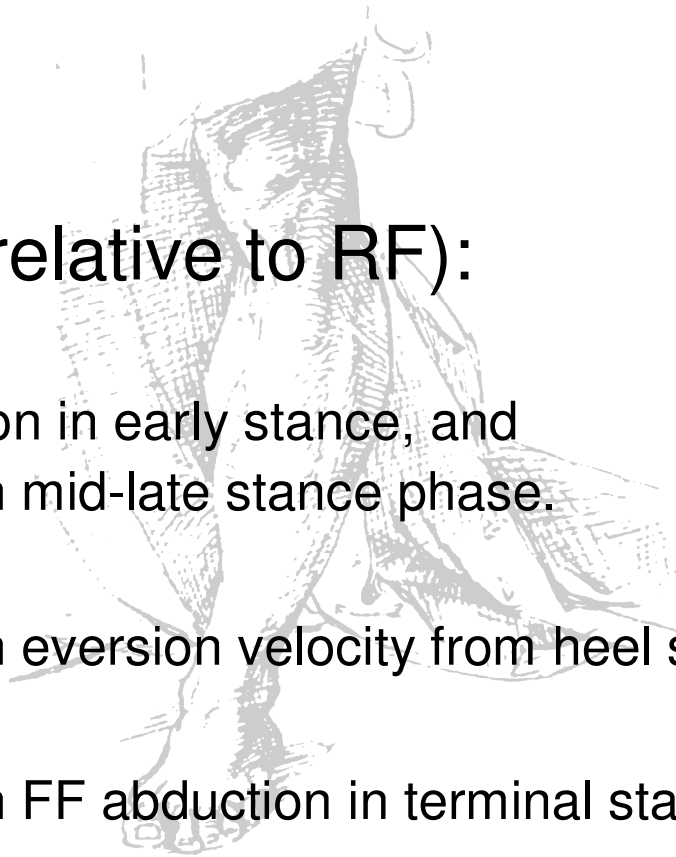 relative to RF):
on in early stance, and
n mid-late stance phase.
n eversion velocity from heel s
n FF abduction in terminal sta